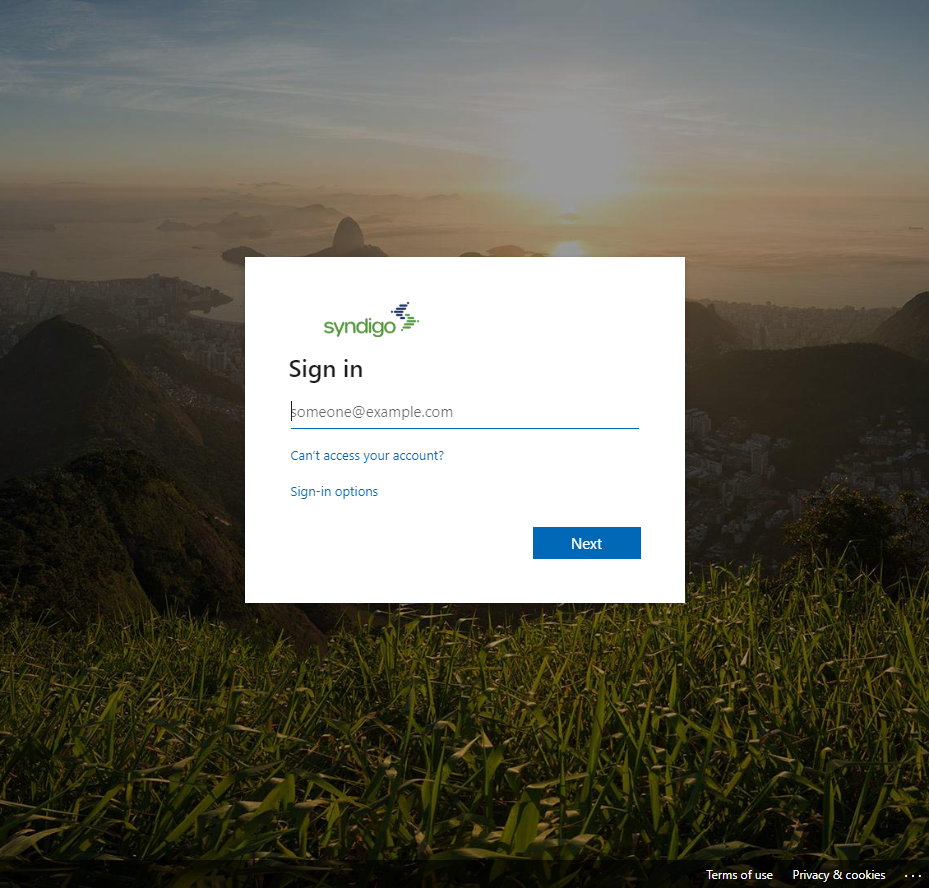 syndigo
Sign in
someone@example.com
Can't access your account?
Sign-in options
Next
Terms of use Privacy & cookies ...